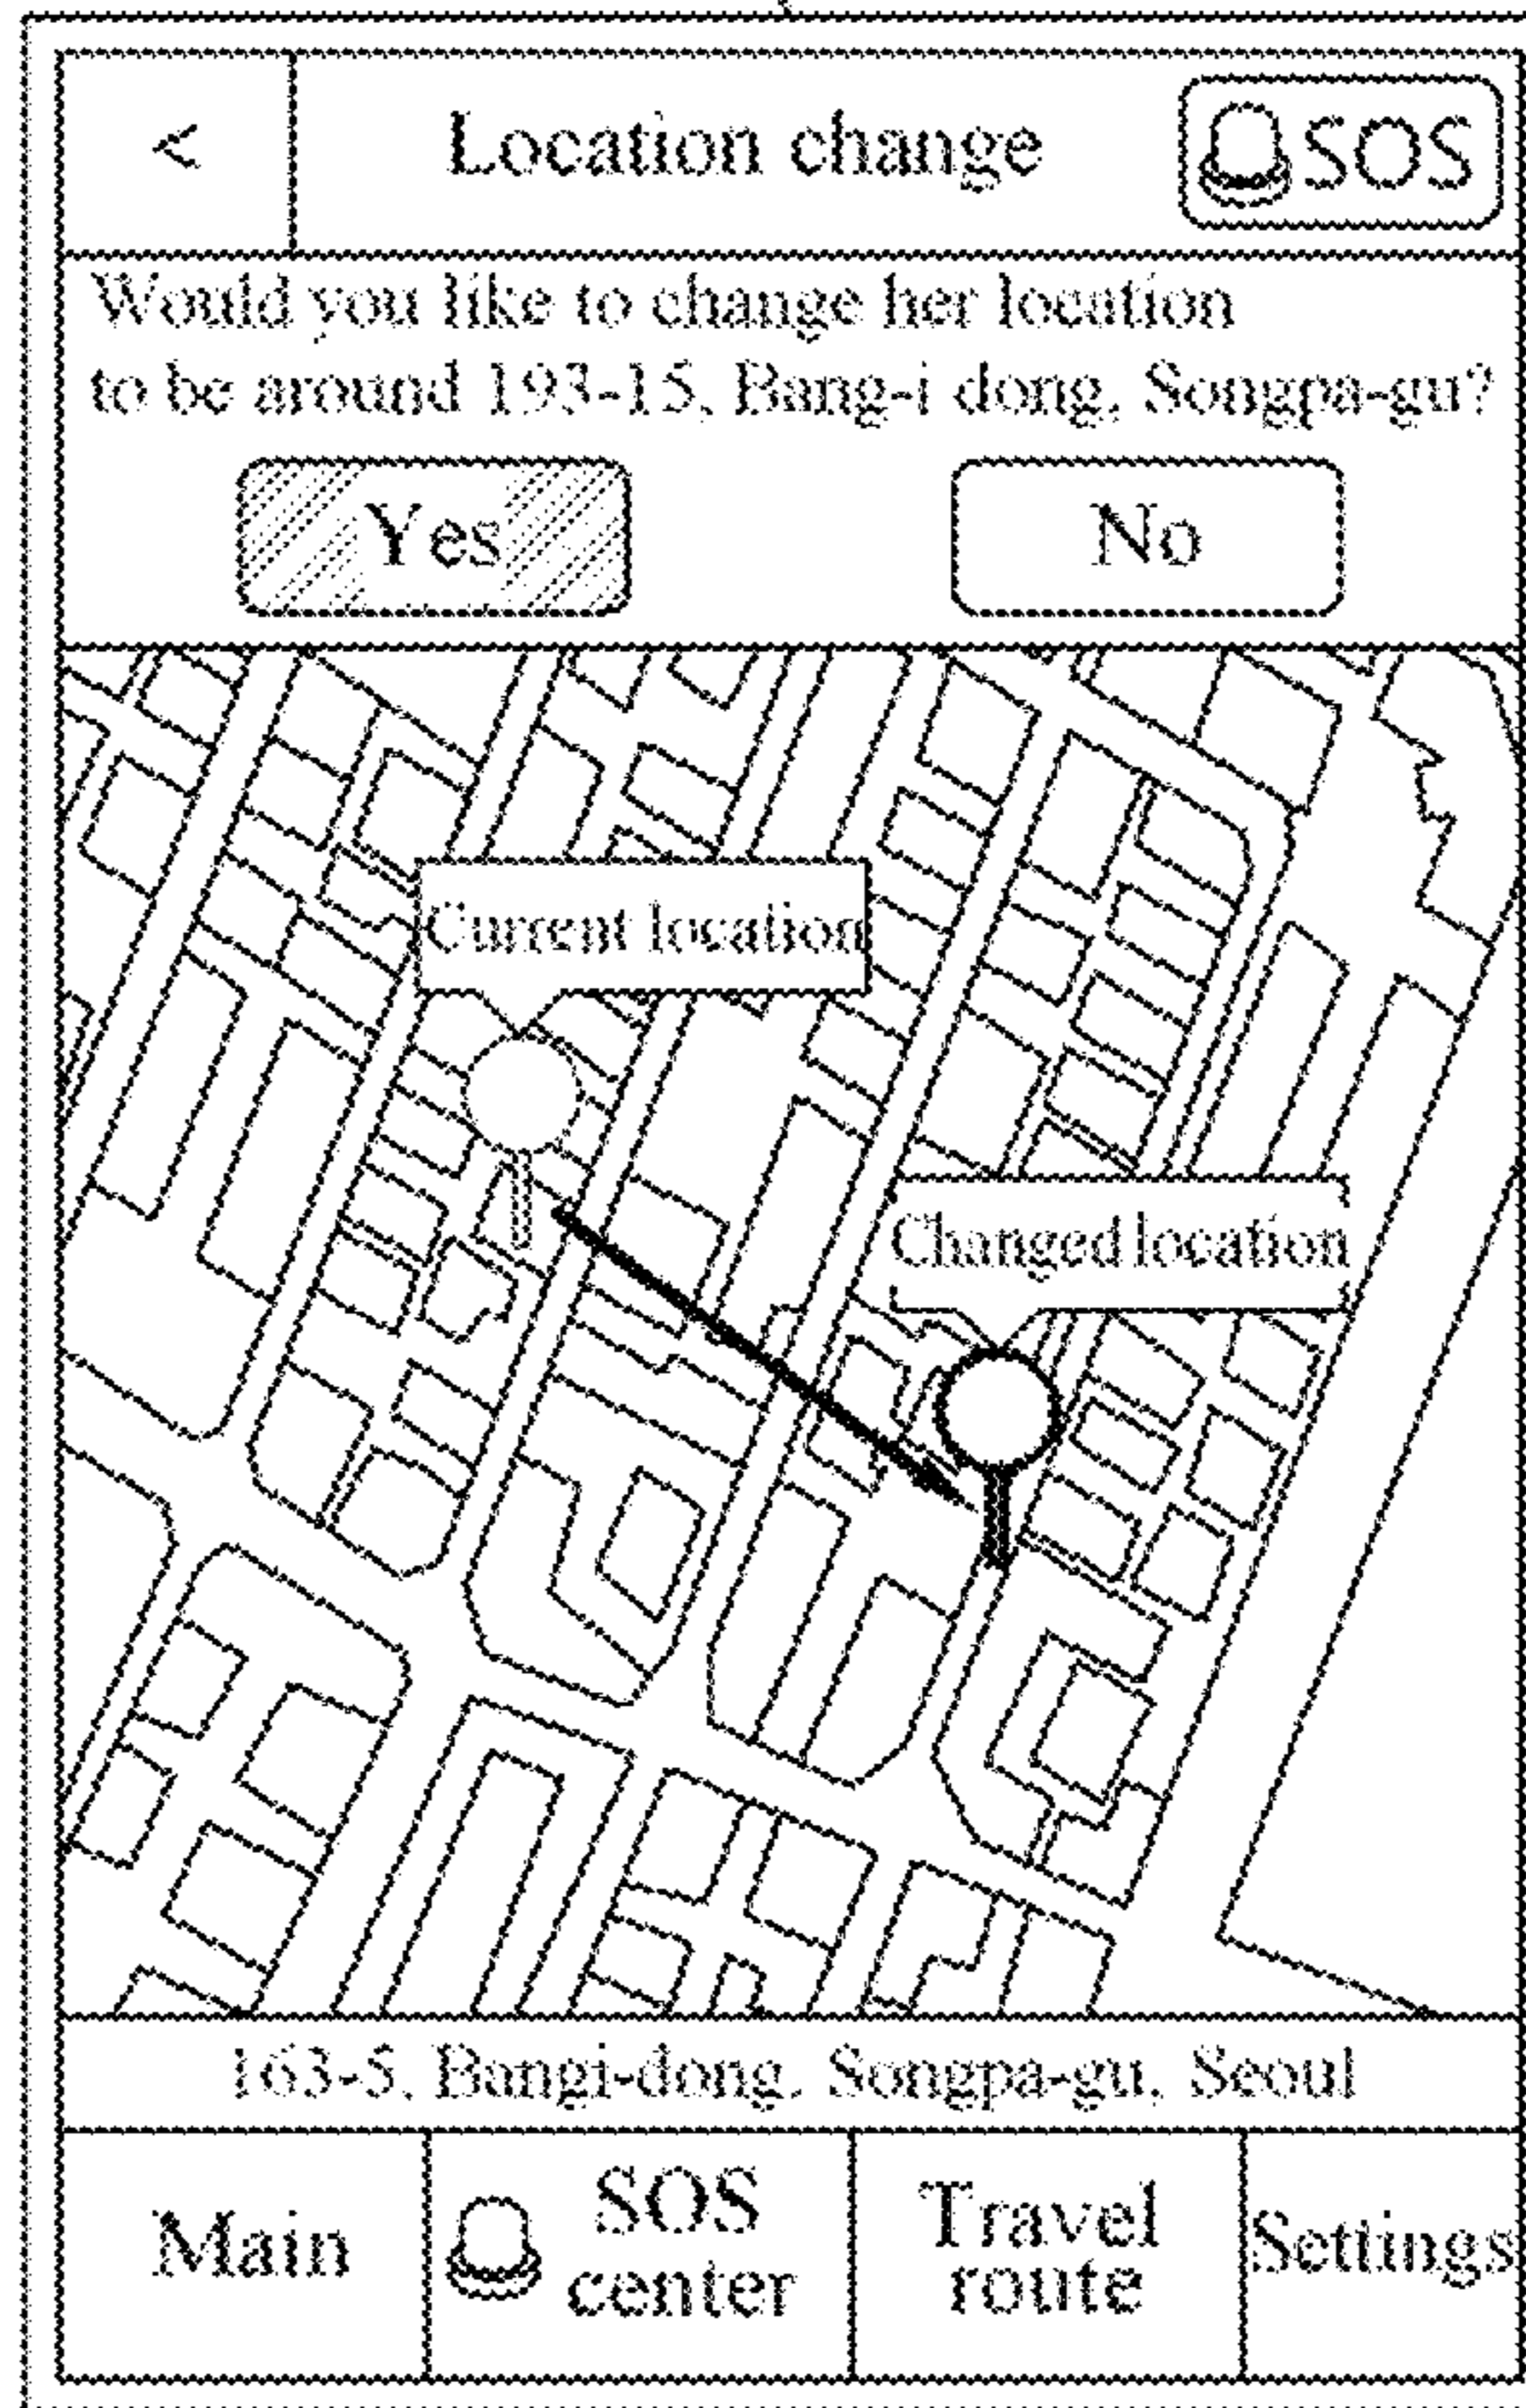 < Location change SOS
Would you like to change her location
to be around 193-15, Bang-i dong, Songpa-gu?
Yes No
Current location
Changed location
163-5, Bangi-dong, Songpa-gu, Seoul
Main SOS center Travel route Settings